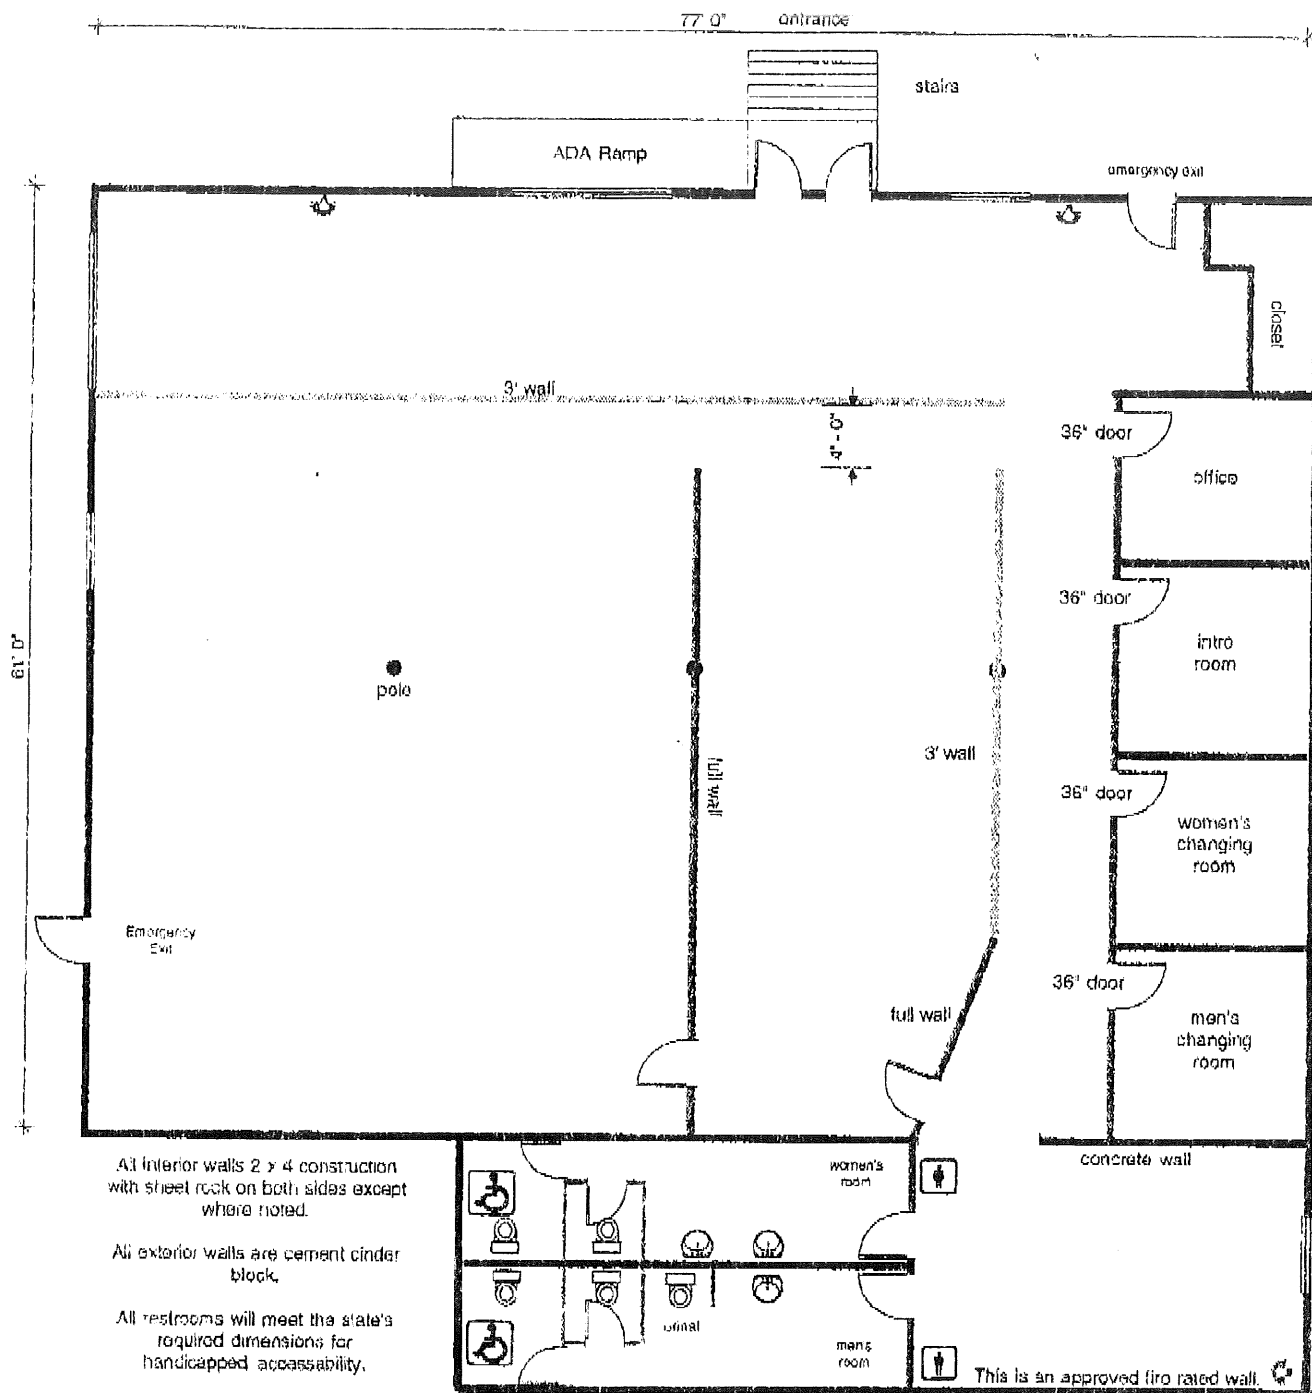 77' 0" entrance
stairs
ADA Ramp
emergency exit
closet
3' wall
4' - 0"
36" door
office
61' 0"
36" door
intro
room
pole
3' wall
full wall
36" door
women's
changing
room
Emergency
Exit
36" door
full wall
men's
changing
room
concrete wall
All interior walls 2 x 4 construction
with sheet rock on both sides except
where noted.
women's
room
All exterior walls are cement cinder
block.
All restrooms will meet the state's
required dimensions for
handicapped accessability.
urinal
mens
room
This is an approved fire rated wall.